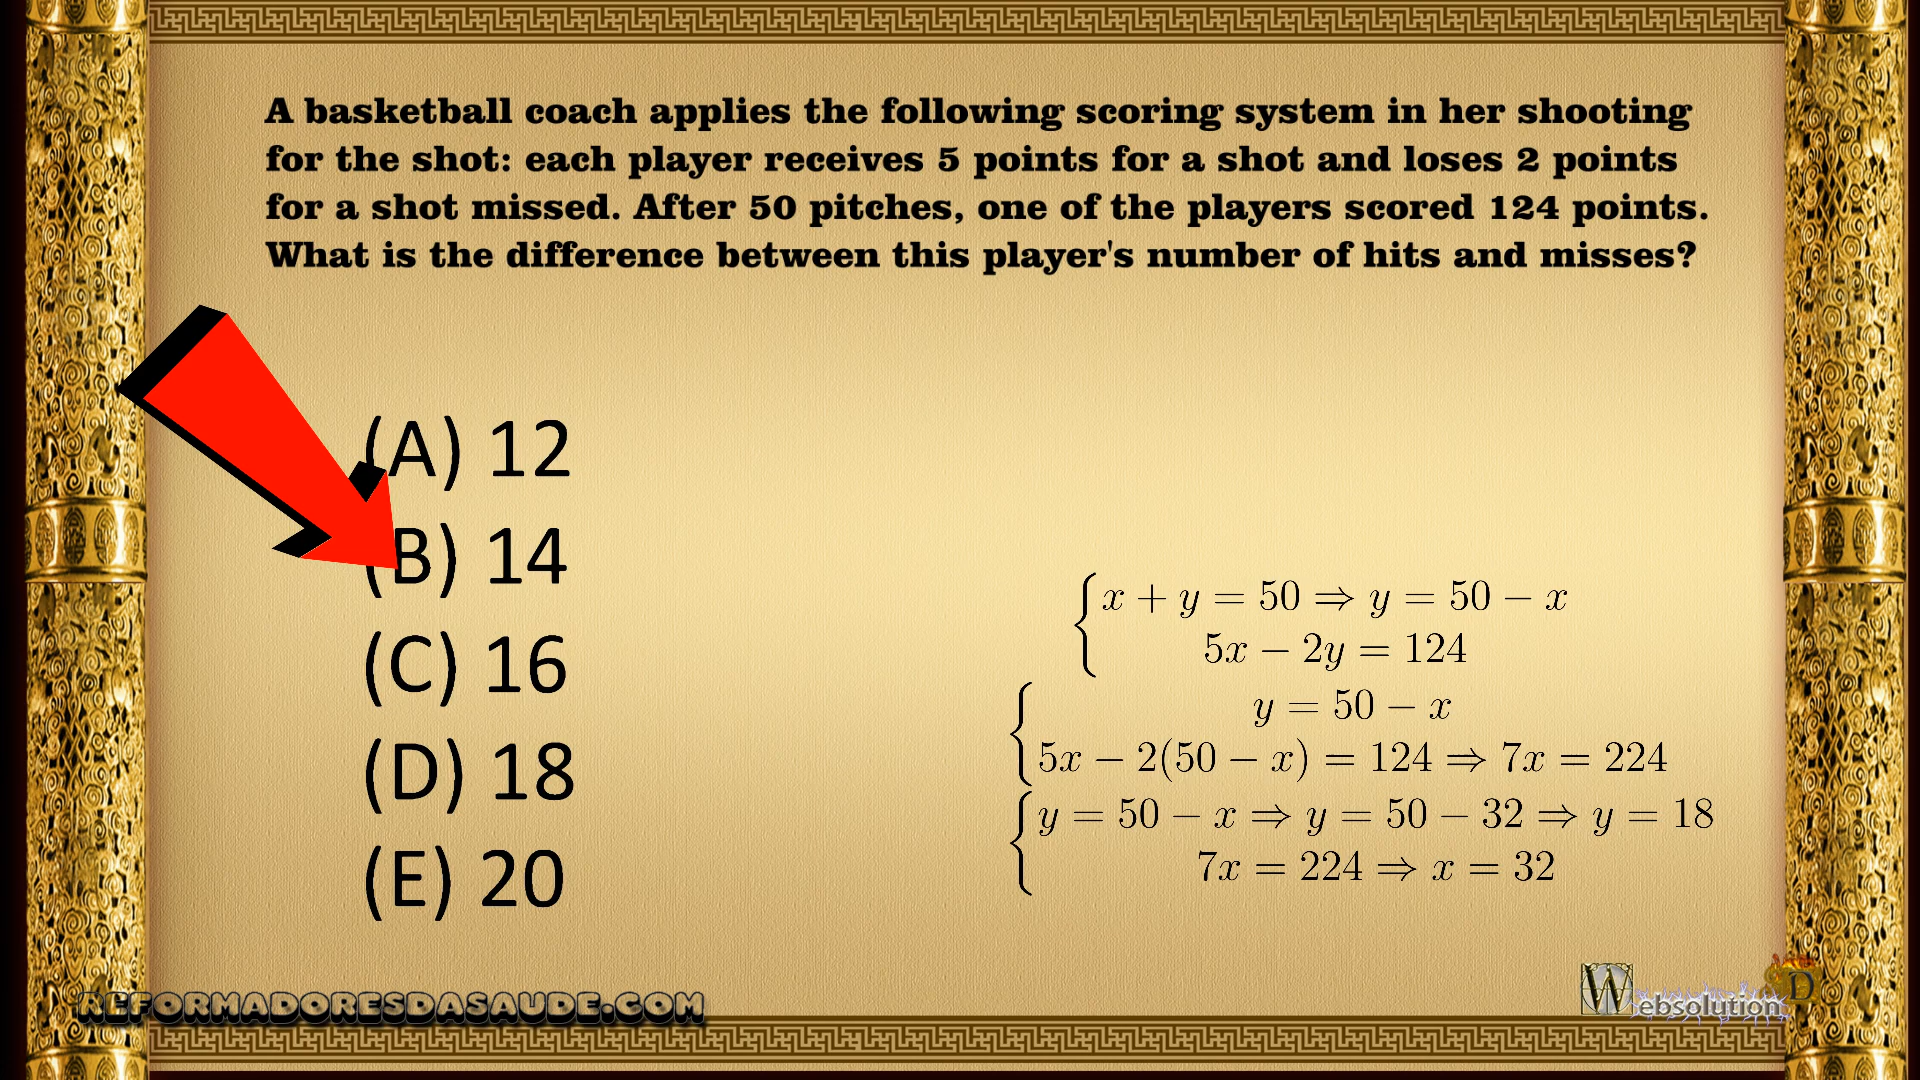 A basketball coach applies the following scoring system in her shooting
for the shot: each player receives 5 points for a shot and loses 2 points
for a shot missed. After 50 pitches, one of the players scored 124 points.
What is the difference between this player's number of hits and misses?
(A) 12
(B) 14
(C) 16
(D) 18
(E) 20
x + y = 50 ⇒ y = 50 − x
5x − 2y = 124
y = 50 − x
5x − 2(50 − x) = 124 ⇒ 7x = 224
y = 50 − x ⇒ y = 50 − 32 ⇒ y = 18
7x = 224 ⇒ x = 32
REFORMADORESDASAUDE.COM
Websolution D